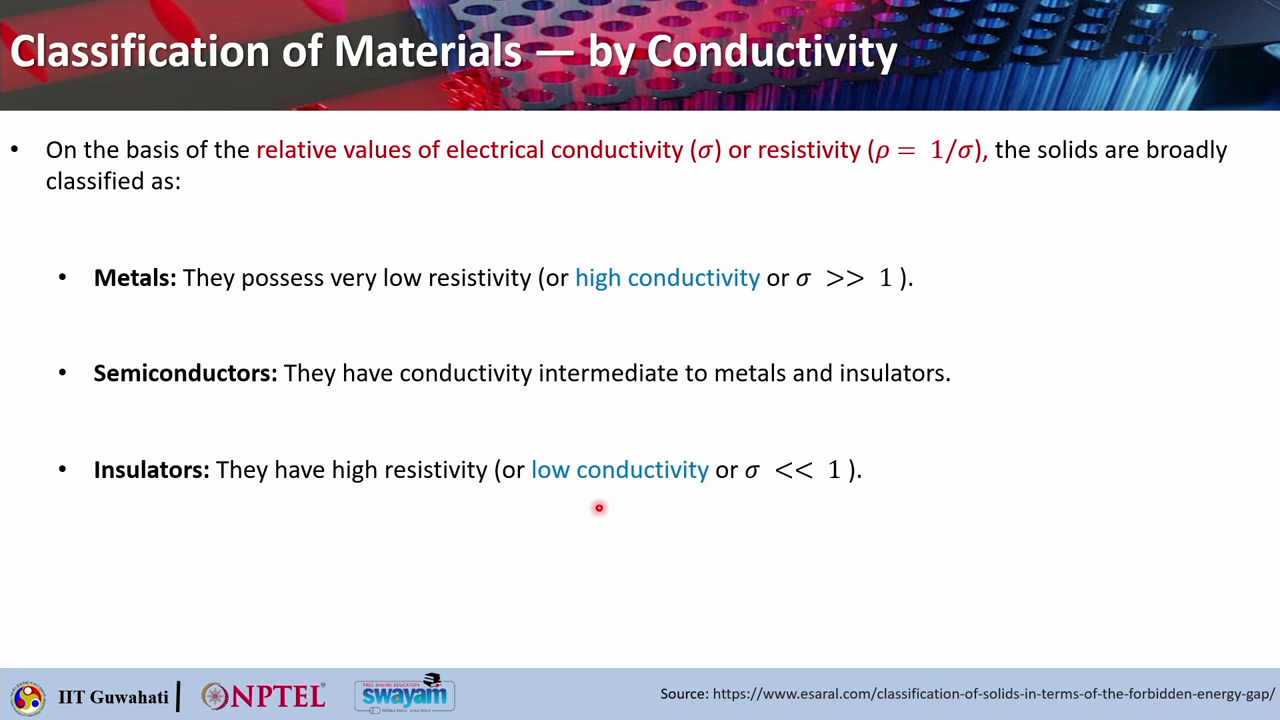 Classification of Materials — by Conductivity
• On the basis of the relative values of electrical conductivity (σ) or resistivity (ρ = 1/σ), the solids are broadly
classified as:
• Metals: They possess very low resistivity (or high conductivity or σ >> 1 ).
• Semiconductors: They have conductivity intermediate to metals and insulators.
• Insulators: They have high resistivity (or low conductivity or σ << 1 ).
IIT Guwahati
NPTEL
FREE ONLINE EDUCATION
swayam
Source: https://www.esaral.com/classification-of-solids-in-terms-of-the-forbidden-energy-gap/